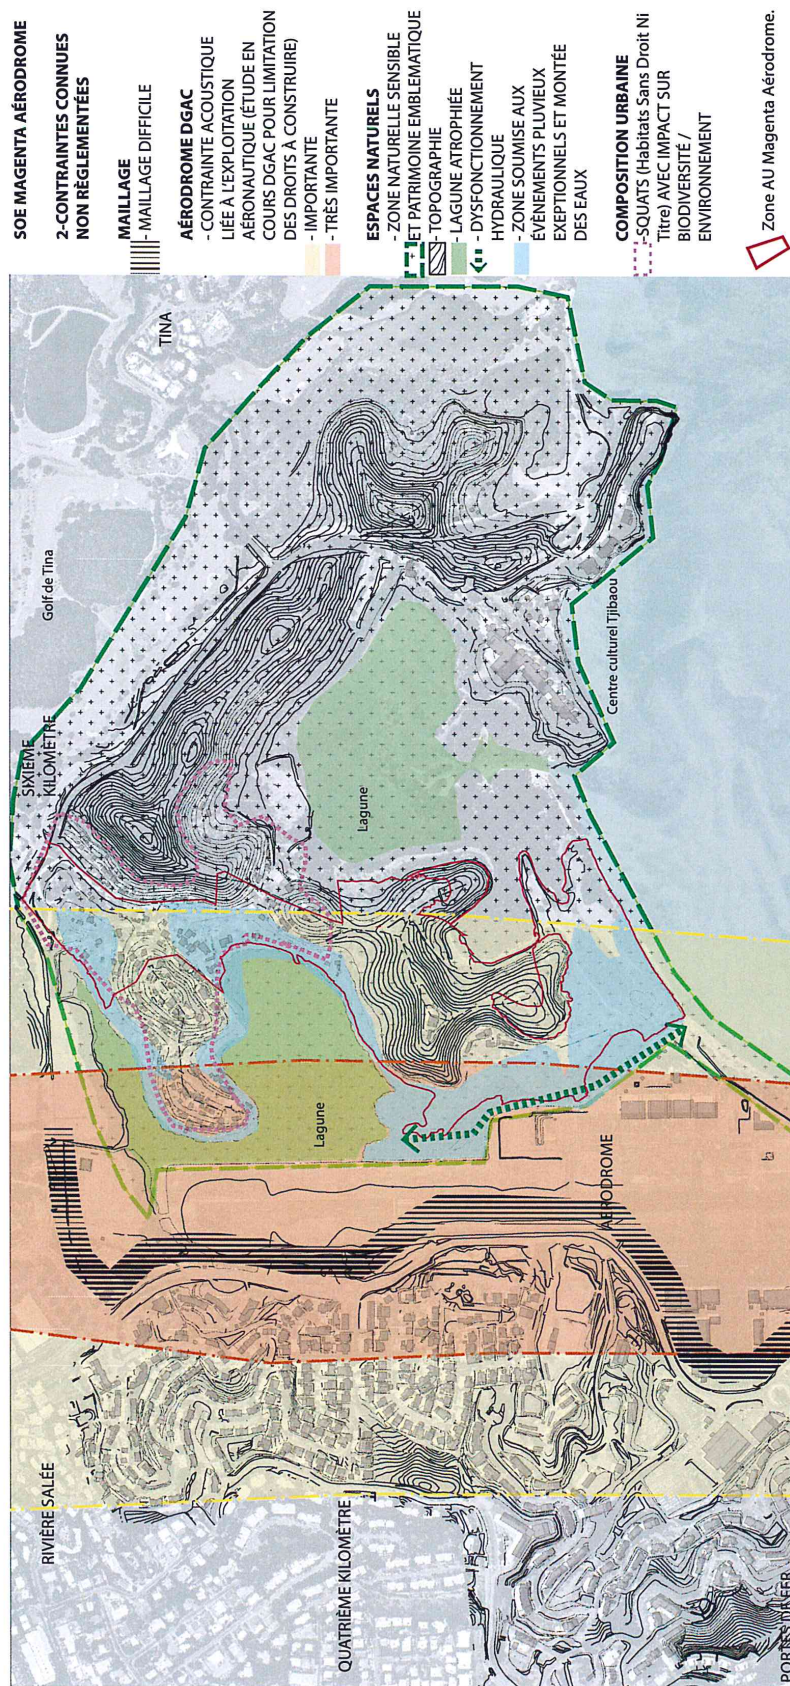 SOE MAGENTA AÉRODROME
2-CONTRAINTES CONNUES
NON RÈGLEMENTÉES
MAILLAGE
- MAILLAGE DIFFICILE
AÉRODROME DGAC
- CONTRAINTE ACOUSTIQUE
LIÉE À L'EXPLOITATION
AÉRONAUTIQUE (ÉTUDE EN
COURS DGAC POUR LIMITATION
DES DROITS À CONSTRUIRE)
- IMPORTANTE
- TRÈS IMPORTANTE
ESPACES NATURELS
- ZONE NATURELLE SENSIBLE
ET PATRIMOINE EMBLEMATIQUE
- TOPOGRAPHIE
- LAGUNE ATROPHIÉE
- DYSFONCTIONNEMENT
HYDRAULIQUE
- ZONE SOUMISE AUX
ÉVÈNEMENTS PLUVIEUX
EXEPTIONNELS ET MONTÉE
DES EAUX
COMPOSITION URBAINE
-SQUATS (Habitats Sans Droit Ni
Titre) AVEC IMPACT SUR
BIODIVERSITÉ /
ENVIRONNEMENT
Zone AU Magenta Aérodrome.
RIVIÈRE SALÉE
SIXIÈME
KILOMÈTRE
Golf de Tina
TINA
QUATRIÈME KILOMÈTRE
Lagune
Lagune
AÉRODROME
Centre culturel Tjibaou
PORTES DE FER